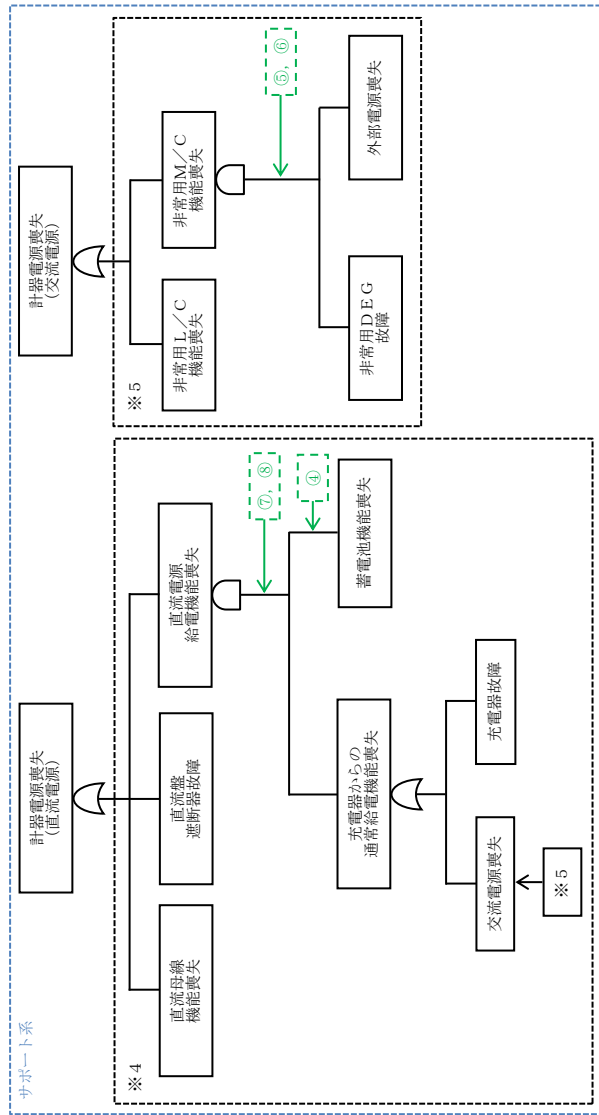 サポート系
※４
計器電源喪失
(直流電源)
直流母線
機能喪失
直流盤
遮断器故障
直流電源
給電機能喪失
⑦，⑧
④
充電器からの
通常給電機能喪失
蓄電池機能喪失
交流電源喪失
充電器故障
※５
※５
計器電源喪失
(交流電源)
非常用Ｌ／Ｃ
機能喪失
非常用Ｍ／Ｃ
機能喪失
⑤，⑥
非常用ＤＥＧ
故障
外部電源喪失